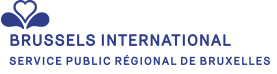 BRUSSELS INTERNATIONAL
SERVICE PUBLIC RÉGIONAL DE BRUXELLES